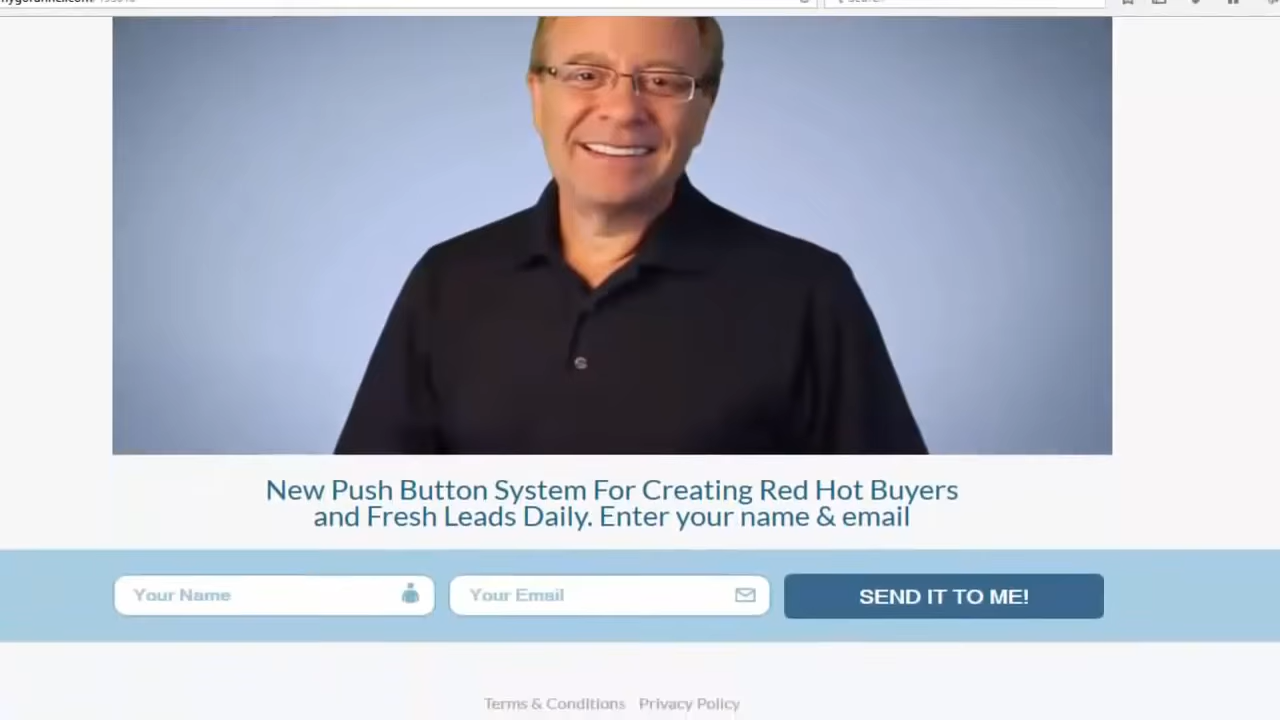 New Push Button System For Creating Red Hot Buyers
and Fresh Leads Daily. Enter your name & email
Your Name
Your Email
SEND IT TO ME!
Terms & Conditions
Privacy Policy